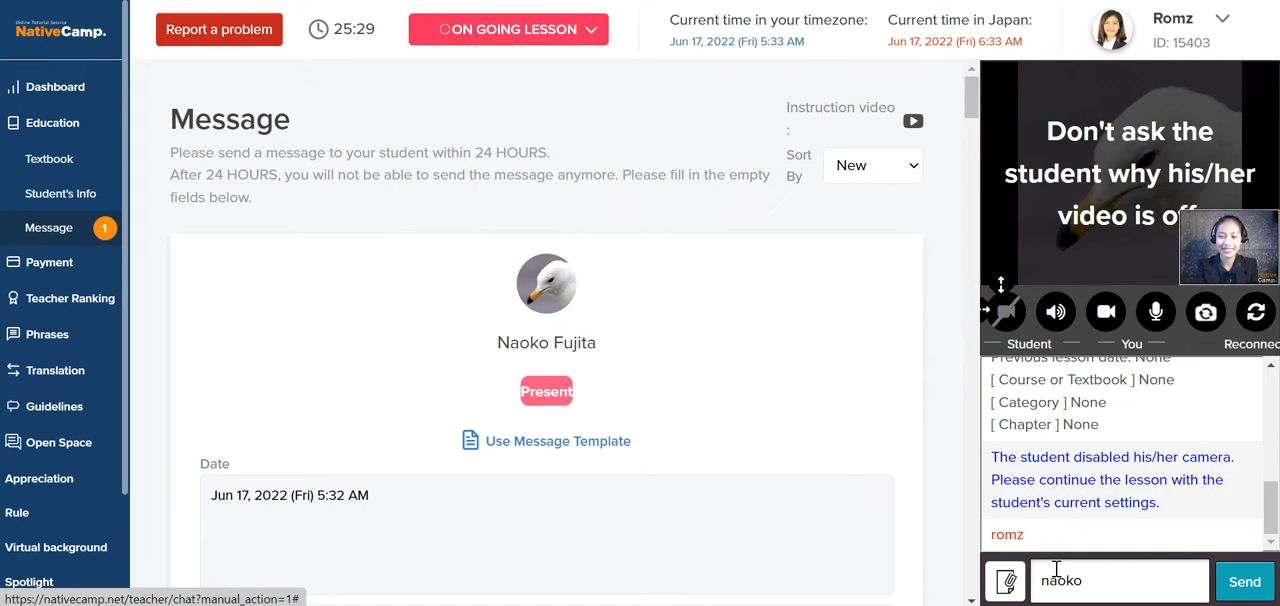 Online Tutorial Service
NativeCamp.
Dashboard
Education
Textbook
Student's Info
Message 1
Payment
Teacher Ranking
Phrases
Translation
Guidelines
Open Space
Appreciation
Rule
Virtual background
Spotlight
https://nativecamp.net/teacher/chat?manual_action=1#
Report a problem
25:29
ON GOING LESSON
Current time in your timezone:
Jun 17, 2022 (Fri) 5:33 AM
Current time in Japan:
Jun 17, 2022 (Fri) 6:33 AM
Romz
ID: 15403
Message
Please send a message to your student within 24 HOURS.
After 24 HOURS, you will not be able to send the message anymore. Please fill in the empty
fields below.
Instruction video
:
Sort
By
New
Naoko Fujita
Present
Use Message Template
Date
Jun 17, 2022 (Fri) 5:32 AM
Don't ask the
student why his/her
video is off
Student
You
Reconnec
Previous lesson date: None
[ Course or Textbook ] None
[ Category ] None
[ Chapter ] None
The student disabled his/her camera.
Please continue the lesson with the
student's current settings.
romz
naoko
Send